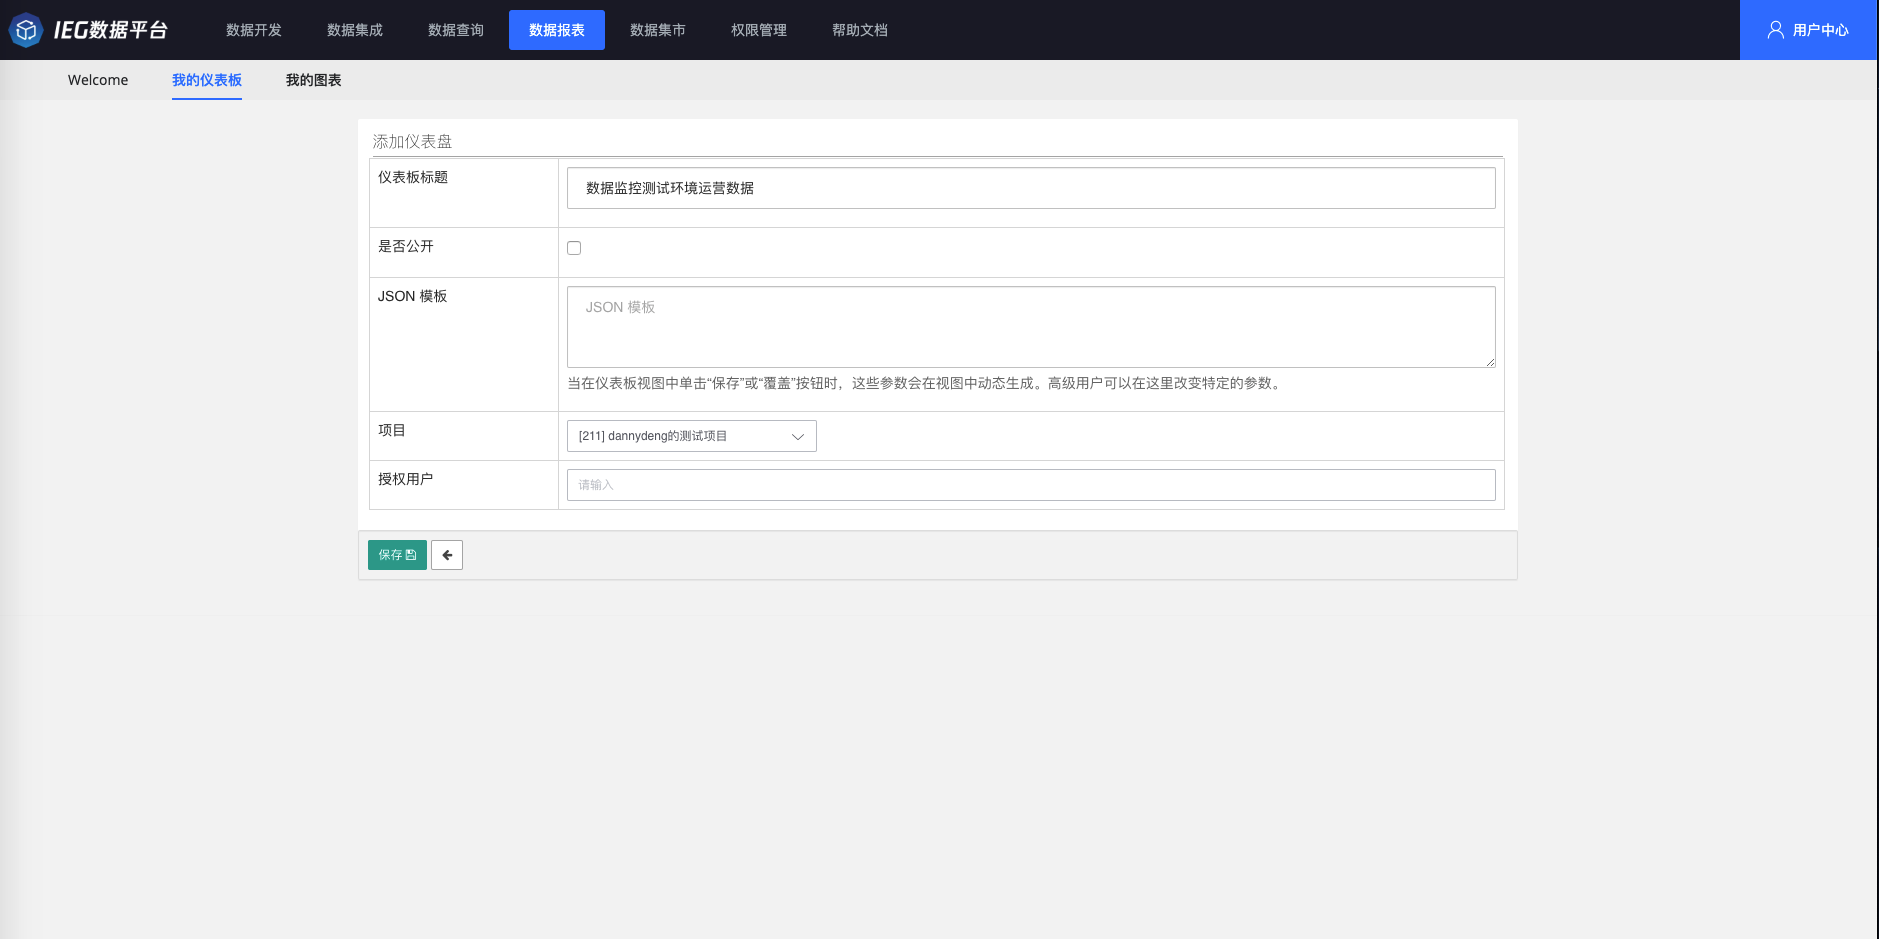 IEG数据平台 数据开发 数据集成 数据查询 数据报表 数据集市 权限管理 帮助文档 用户中心
Welcome 我的仪表板 我的图表
添加仪表盘
仪表板标题 数据监控测试环境运营数据
是否公开
JSON 模板 JSON 模板
当在仪表板视图中单击“保存”或“覆盖”按钮时，这些参数会在视图中动态生成。高级用户可以在这里改变特定的参数。
项目 [211] dannydeng的测试项目
授权用户 请输入
保存